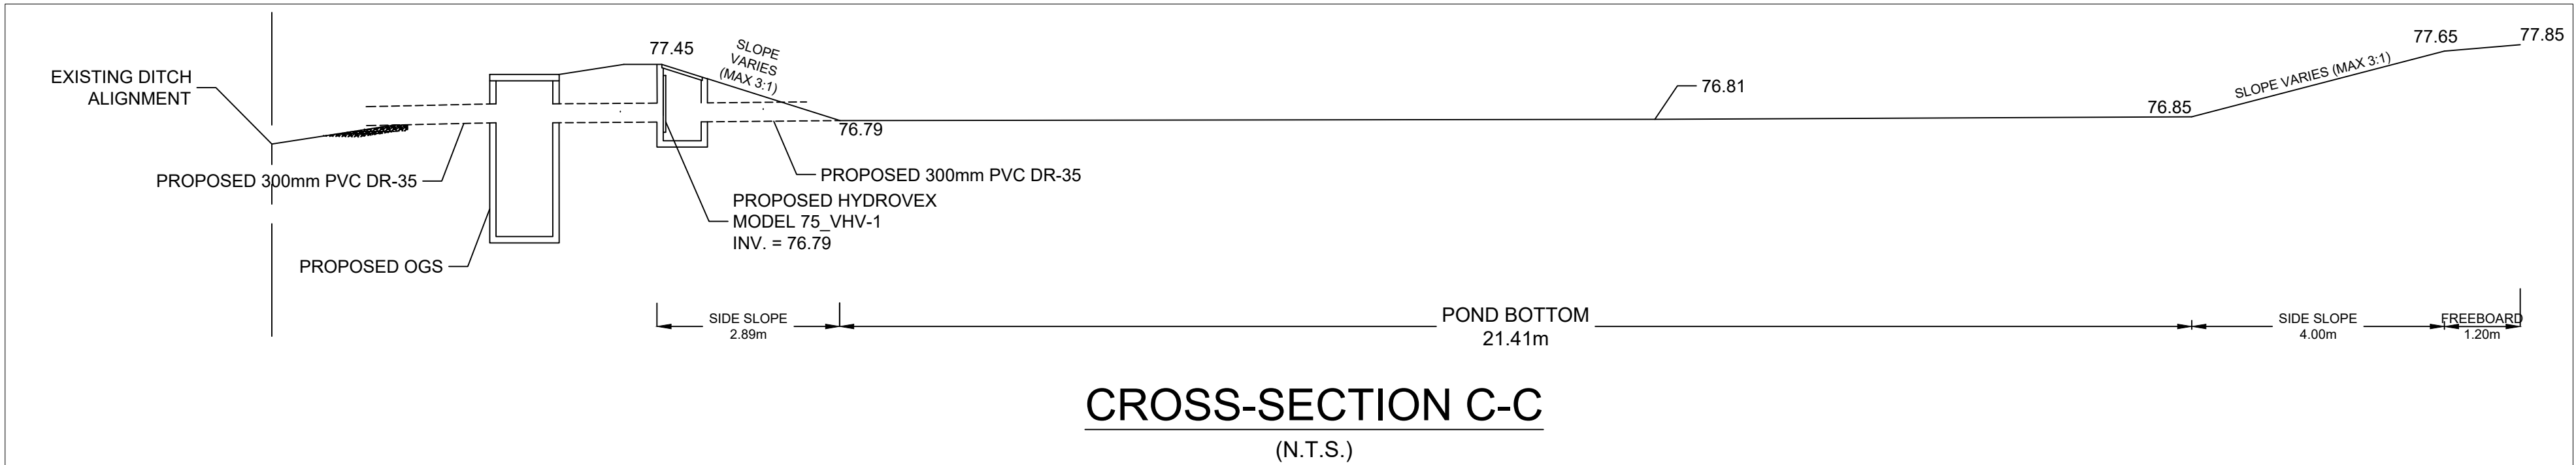 EXISTING DITCH
ALIGNMENT
77.45
SLOPE
VARIES
(MAX 3:1)
76.79
76.81
76.85
SLOPE VARIES (MAX 3:1)
77.65
77.85
PROPOSED 300mm PVC DR-35
PROPOSED 300mm PVC DR-35
PROPOSED HYDROVEX
MODEL 75_VHV-1
INV. = 76.79
PROPOSED OGS
SIDE SLOPE
2.89m
POND BOTTOM
21.41m
SIDE SLOPE
4.00m
FREEBOARD
1.20m
CROSS-SECTION C-C
(N.T.S.)